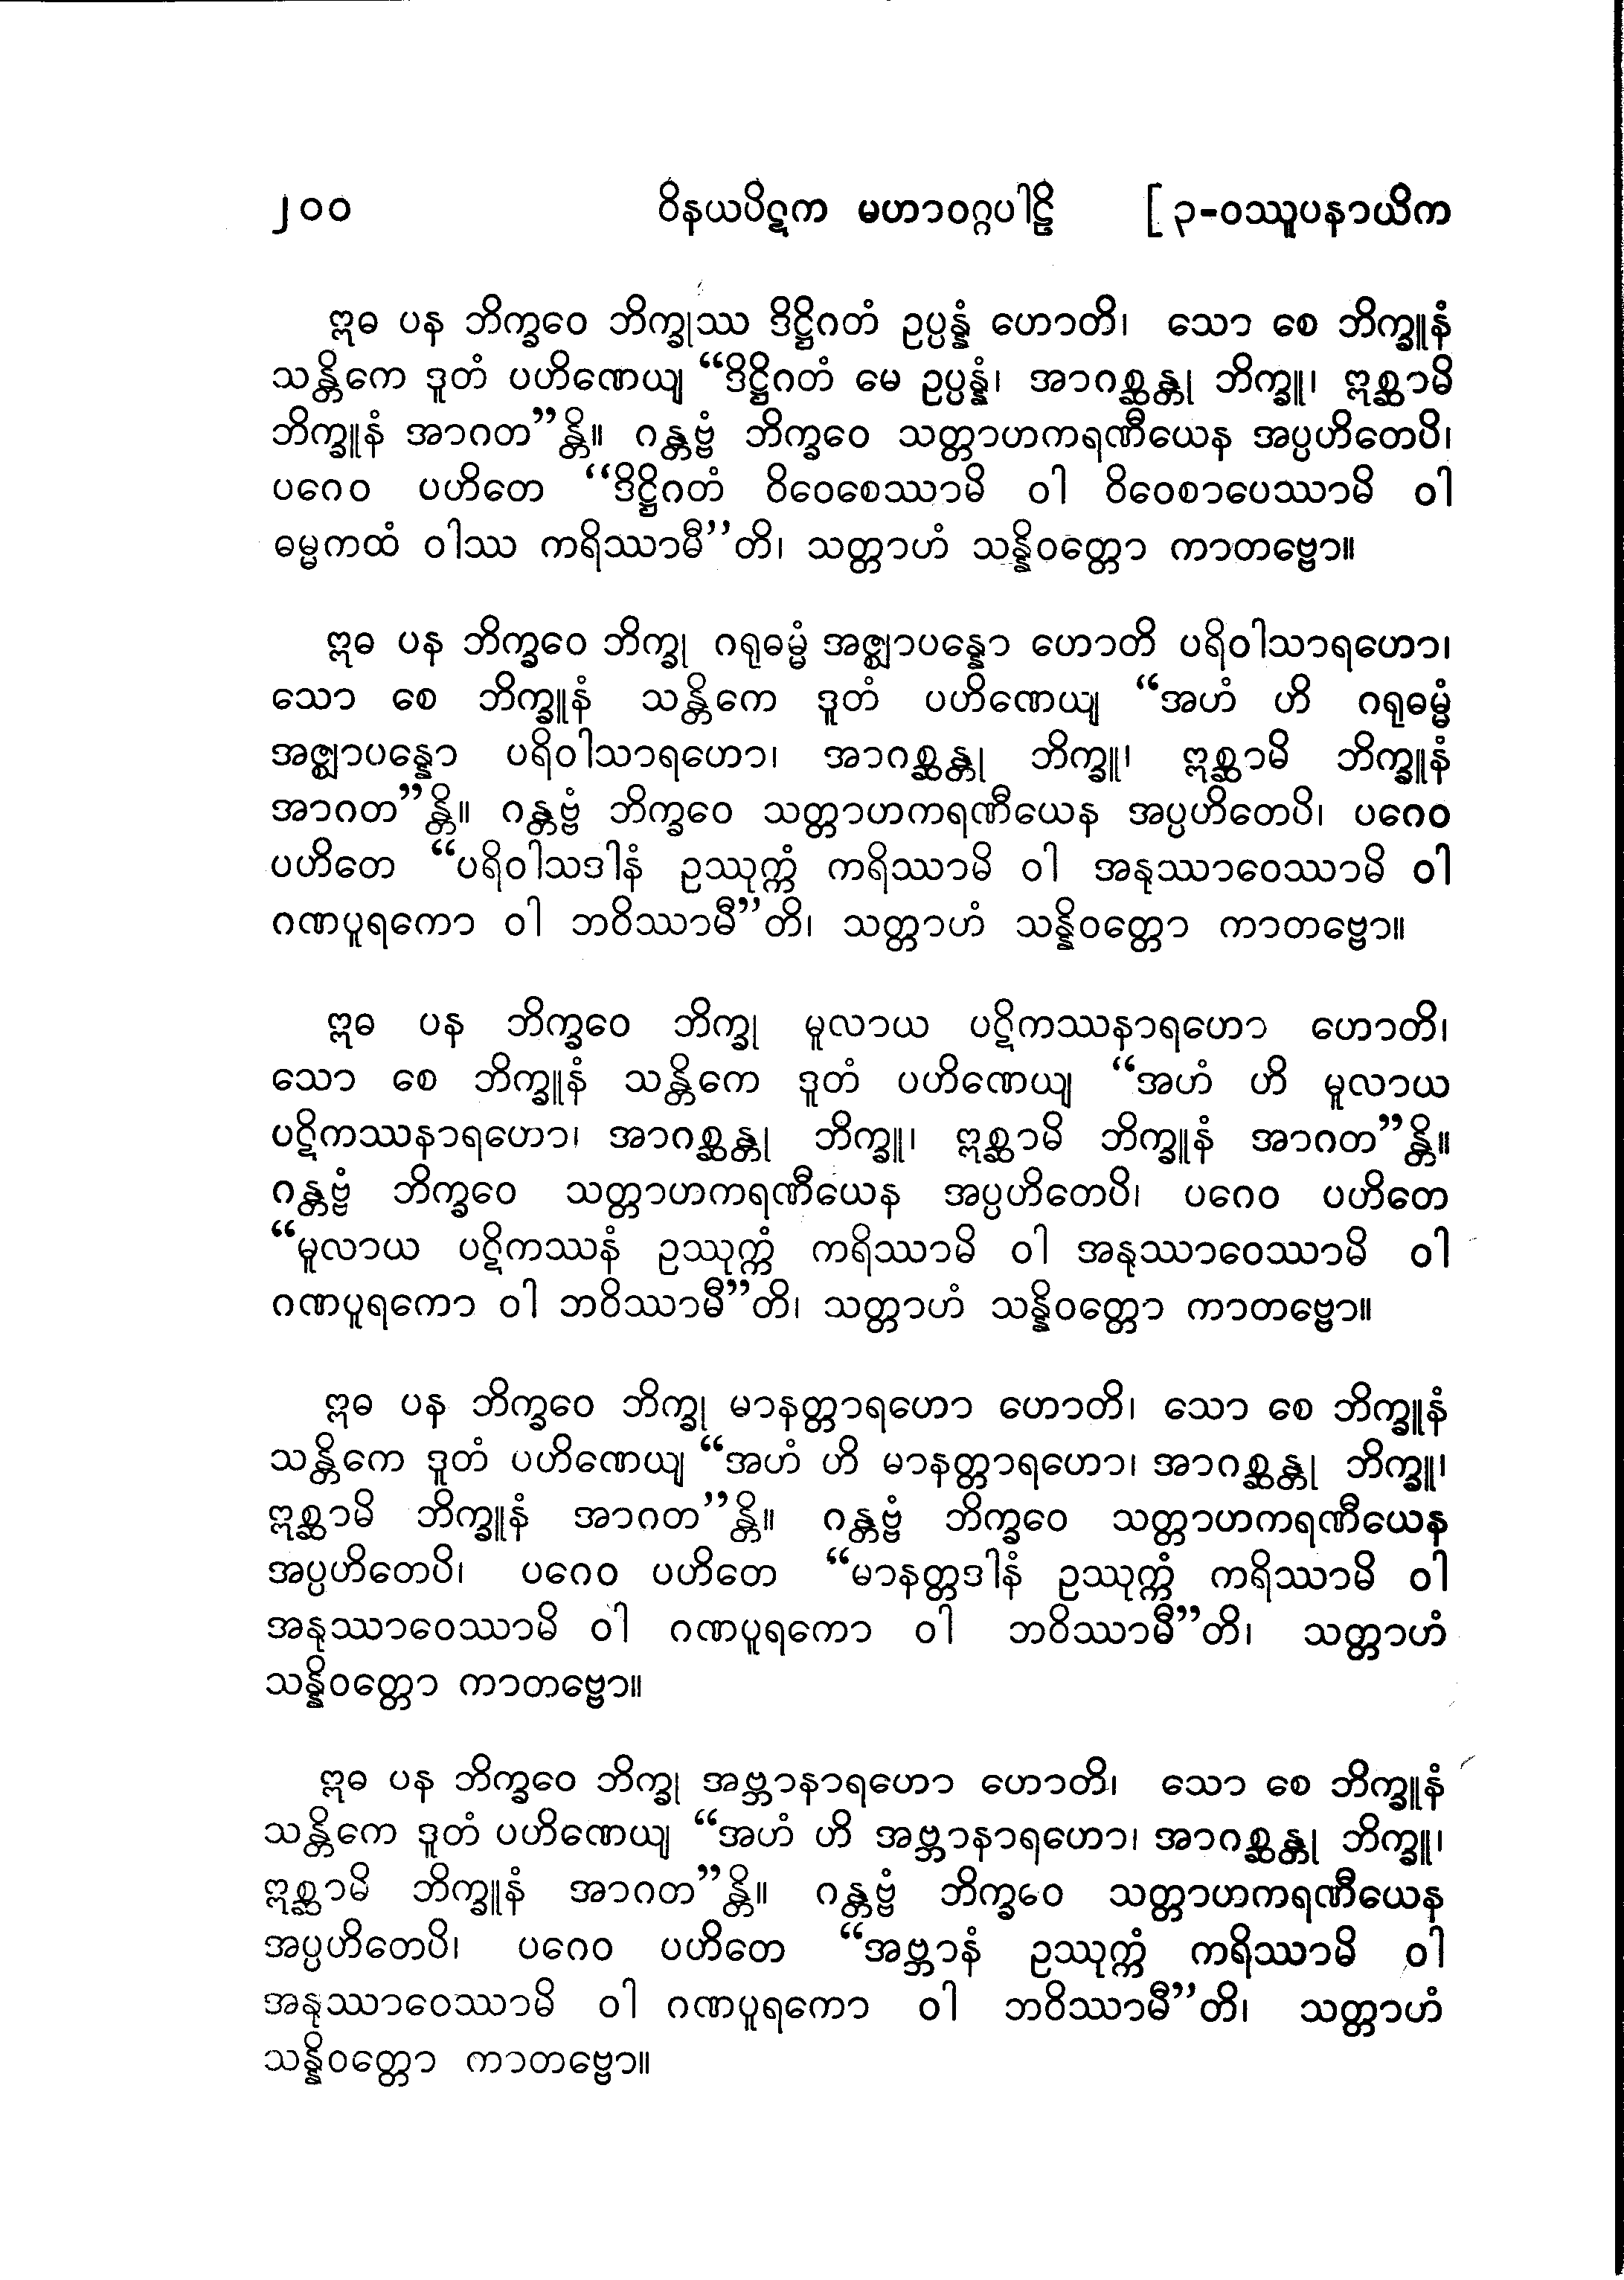 ၂၀၀ ဝိနယပိဋက မဟာဝဂ္ဂပါဠိ [ ၃-ဝဿူပနာယိက
ဣဓ ပန ဘိက္ခဝေ ဘိက္ခုဿ ဒိဋ္ဌိဂတံ ဥပ္ပန္နံ ဟောတိ၊ သော စေ ဘိက္ခူနံ
သန္တိကေ ဒူတံ ပဟိဏေယျ “ဒိဋ္ဌိဂတံ မေ ဥပ္ပန္နံ၊ အာဂစ္ဆန္တု ဘိက္ခူ၊ ဣစ္ဆာမိ
ဘိက္ခူနံ အာဂတ”န္တိ။ ဂန္တဗ္ဗံ ဘိက္ခဝေ သတ္တာဟကရဏီယေန အပ္ပဟိတေပိ၊
ပဂေဝ ပဟိတေ “ဒိဋ္ဌိဂတံ ဝိဝေစေဿာမိ ဝါ ဝိဝေစာပေဿာမိ ဝါ
ဓမ္မကထံ ဝါဿ ကရိဿာမီ”တိ၊ သတ္တာဟံ သန္နိဝတ္တော ကာတဗ္ဗော။
ဣဓ ပန ဘိက္ခဝေ ဘိက္ခု ဂရုဓမ္မံ အဇ္ဈာပန္နော ဟောတိ ပရိဝါသာရဟော၊
သော စေ ဘိက္ခူနံ သန္တိကေ ဒူတံ ပဟိဏေယျ “အဟံ ဟိ ဂရုဓမ္မံ
အဇ္ဈာပန္နော ပရိဝါသာရဟော၊ အာဂစ္ဆန္တု ဘိက္ခူ၊ ဣစ္ဆာမိ ဘိက္ခူနံ
အာဂတ”န္တိ။ ဂန္တဗ္ဗံ ဘိက္ခဝေ သတ္တာဟကရဏီယေန အပ္ပဟိတေပိ၊ ပဂေဝ
ပဟိတေ “ပရိဝါသဒါနံ ဥဿုက္ကံ ကရိဿာမိ ဝါ အနုဿာဝေဿာမိ ဝါ
ဂဏပူရကော ဝါ ဘဝိဿာမီ”တိ၊ သတ္တာဟံ သန္နိဝတ္တော ကာတဗ္ဗော။
ဣဓ ပန ဘိက္ခဝေ ဘိက္ခု မူလာယ ပဋိကဿနာရဟော ဟောတိ၊
သော စေ ဘိက္ခူနံ သန္တိကေ ဒူတံ ပဟိဏေယျ “အဟံ ဟိ မူလာယ
ပဋိကဿနာရဟော၊ အာဂစ္ဆန္တု ဘိက္ခူ၊ ဣစ္ဆာမိ ဘိက္ခူနံ အာဂတ”န္တိ။
ဂန္တဗ္ဗံ ဘိက္ခဝေ သတ္တာဟကရဏီယေန အပ္ပဟိတေပိ၊ ပဂေဝ ပဟိတေ
“မူလာယ ပဋိကဿနံ ဥဿုက္ကံ ကရိဿာမိ ဝါ အနုဿာဝေဿာမိ ဝါ
ဂဏပူရကော ဝါ ဘဝိဿာမီ”တိ၊ သတ္တာဟံ သန္နိဝတ္တော ကာတဗ္ဗော။
ဣဓ ပန ဘိက္ခဝေ ဘိက္ခု မာနတ္တာရဟော ဟောတိ၊ သော စေ ဘိက္ခူနံ
သန္တိကေ ဒူတံ ပဟိဏေယျ “အဟံ ဟိ မာနတ္တာရဟော၊ အာဂစ္ဆန္တု ဘိက္ခူ၊
ဣစ္ဆာမိ ဘိက္ခူနံ အာဂတ”န္တိ။ ဂန္တဗ္ဗံ ဘိက္ခဝေ သတ္တာဟကရဏီယေန
အပ္ပဟိတေပိ၊ ပဂေဝ ပဟိတေ “မာနတ္တဒါနံ ဥဿုက္ကံ ကရိဿာမိ ဝါ
အနုဿာဝေဿာမိ ဝါ ဂဏပူရကော ဝါ ဘဝိဿာမီ”တိ၊ သတ္တာဟံ
သန္နိဝတ္တော ကာတဗ္ဗော။
ဣဓ ပန ဘိက္ခဝေ ဘိက္ခု အဗ္ဘာနာရဟော ဟောတိ၊ သော စေ ဘိက္ခူနံ
သန္တိကေ ဒူတံ ပဟိဏေယျ “အဟံ ဟိ အဗ္ဘာနာရဟော၊ အာဂစ္ဆန္တု ဘိက္ခူ၊
ဣစ္ဆာမိ ဘိက္ခူနံ အာဂတ”န္တိ။ ဂန္တဗ္ဗံ ဘိက္ခဝေ သတ္တာဟကရဏီယေန
အပ္ပဟိတေပိ၊ ပဂေဝ ပဟိတေ “အဗ္ဘာနံ ဥဿုက္ကံ ကရိဿာမိ ဝါ
အနုဿာဝေဿာမိ ဝါ ဂဏပူရကော ဝါ ဘဝိဿာမီ”တိ၊ သတ္တာဟံ
သန္နိဝတ္တော ကာတဗ္ဗော။